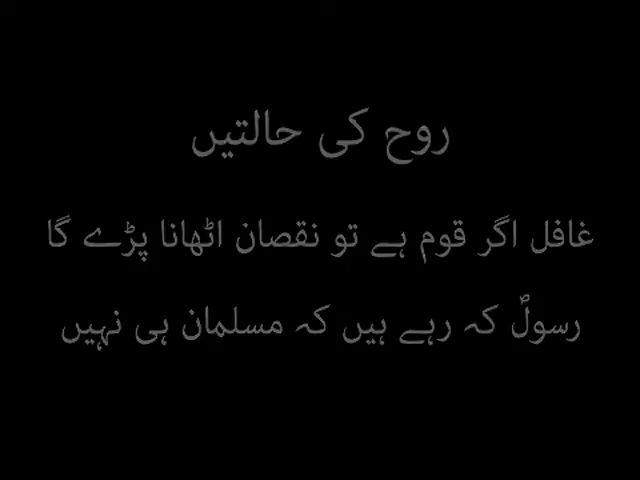 روح کی حالتیں
غافل اگر قوم ہے تو نقصان اٹھانا پڑے گا
رسولؐ کہ رہے ہیں کہ مسلمان ہی نہیں